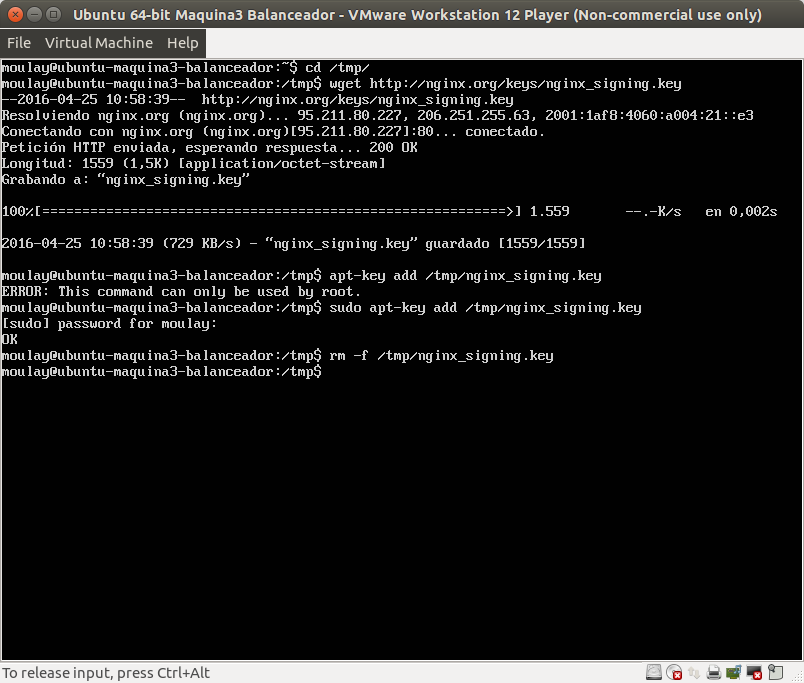 Ubuntu 64-bit Maquina3 Balanceador - VMware Workstation 12 Player (Non-commercial use only)
File Virtual Machine Help
moulay@ubuntu-maquina3-balanceador:~$ cd /tmp/
moulay@ubuntu-maquina3-balanceador:/tmp$ wget http://nginx.org/keys/nginx_signing.key
--2016-04-25 10:58:39--  http://nginx.org/keys/nginx_signing.key
Resolviendo nginx.org (nginx.org)... 95.211.80.227, 206.251.255.63, 2001:1af8:4060:a004:21::e3
Conectando con nginx.org (nginx.org)[95.211.80.227]:80... conectado.
Petición HTTP enviada, esperando respuesta... 200 OK
Longitud: 1559 (1,5K) [application/octet-stream]
Grabando a: “nginx_signing.key”
100%[==========================================================>] 1.559       --.-K/s   en 0,002s
2016-04-25 10:58:39 (729 KB/s) - “nginx_signing.key” guardado [1559/1559]
moulay@ubuntu-maquina3-balanceador:/tmp$ apt-key add /tmp/nginx_signing.key
ERROR: This command can only be used by root.
moulay@ubuntu-maquina3-balanceador:/tmp$ sudo apt-key add /tmp/nginx_signing.key
[sudo] password for moulay:
OK
moulay@ubuntu-maquina3-balanceador:/tmp$ rm -f /tmp/nginx_signing.key
moulay@ubuntu-maquina3-balanceador:/tmp$
To release input, press Ctrl+Alt